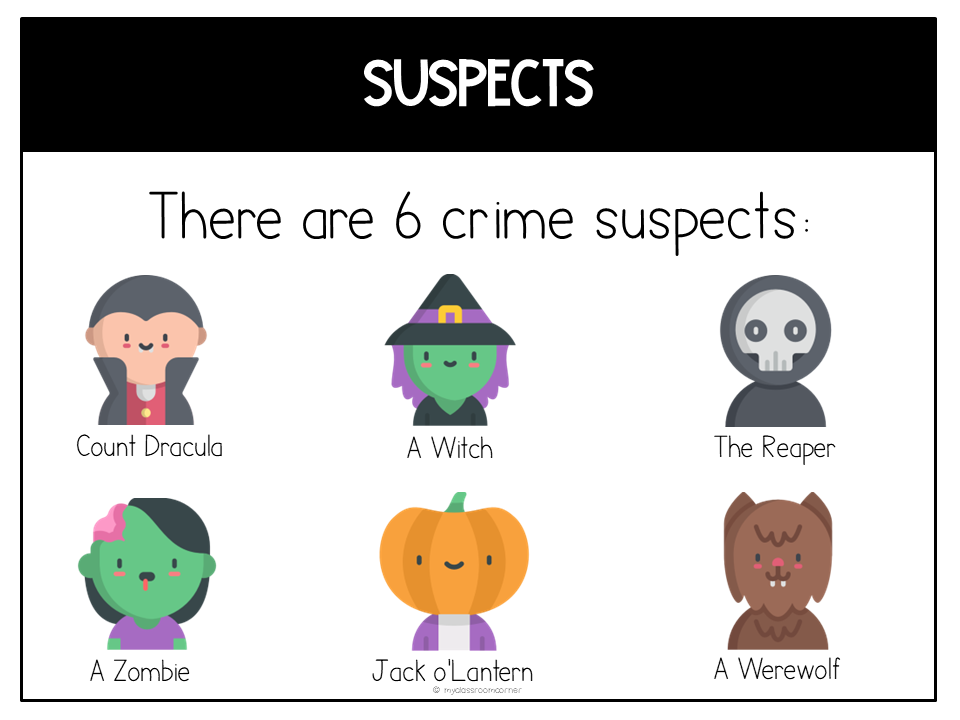 SUSPECTS
There are 6 crime suspects:
Count Dracula
A Witch
The Reaper
A Zombie
Jack o'Lantern
A Werewolf
© myclassroomcorner